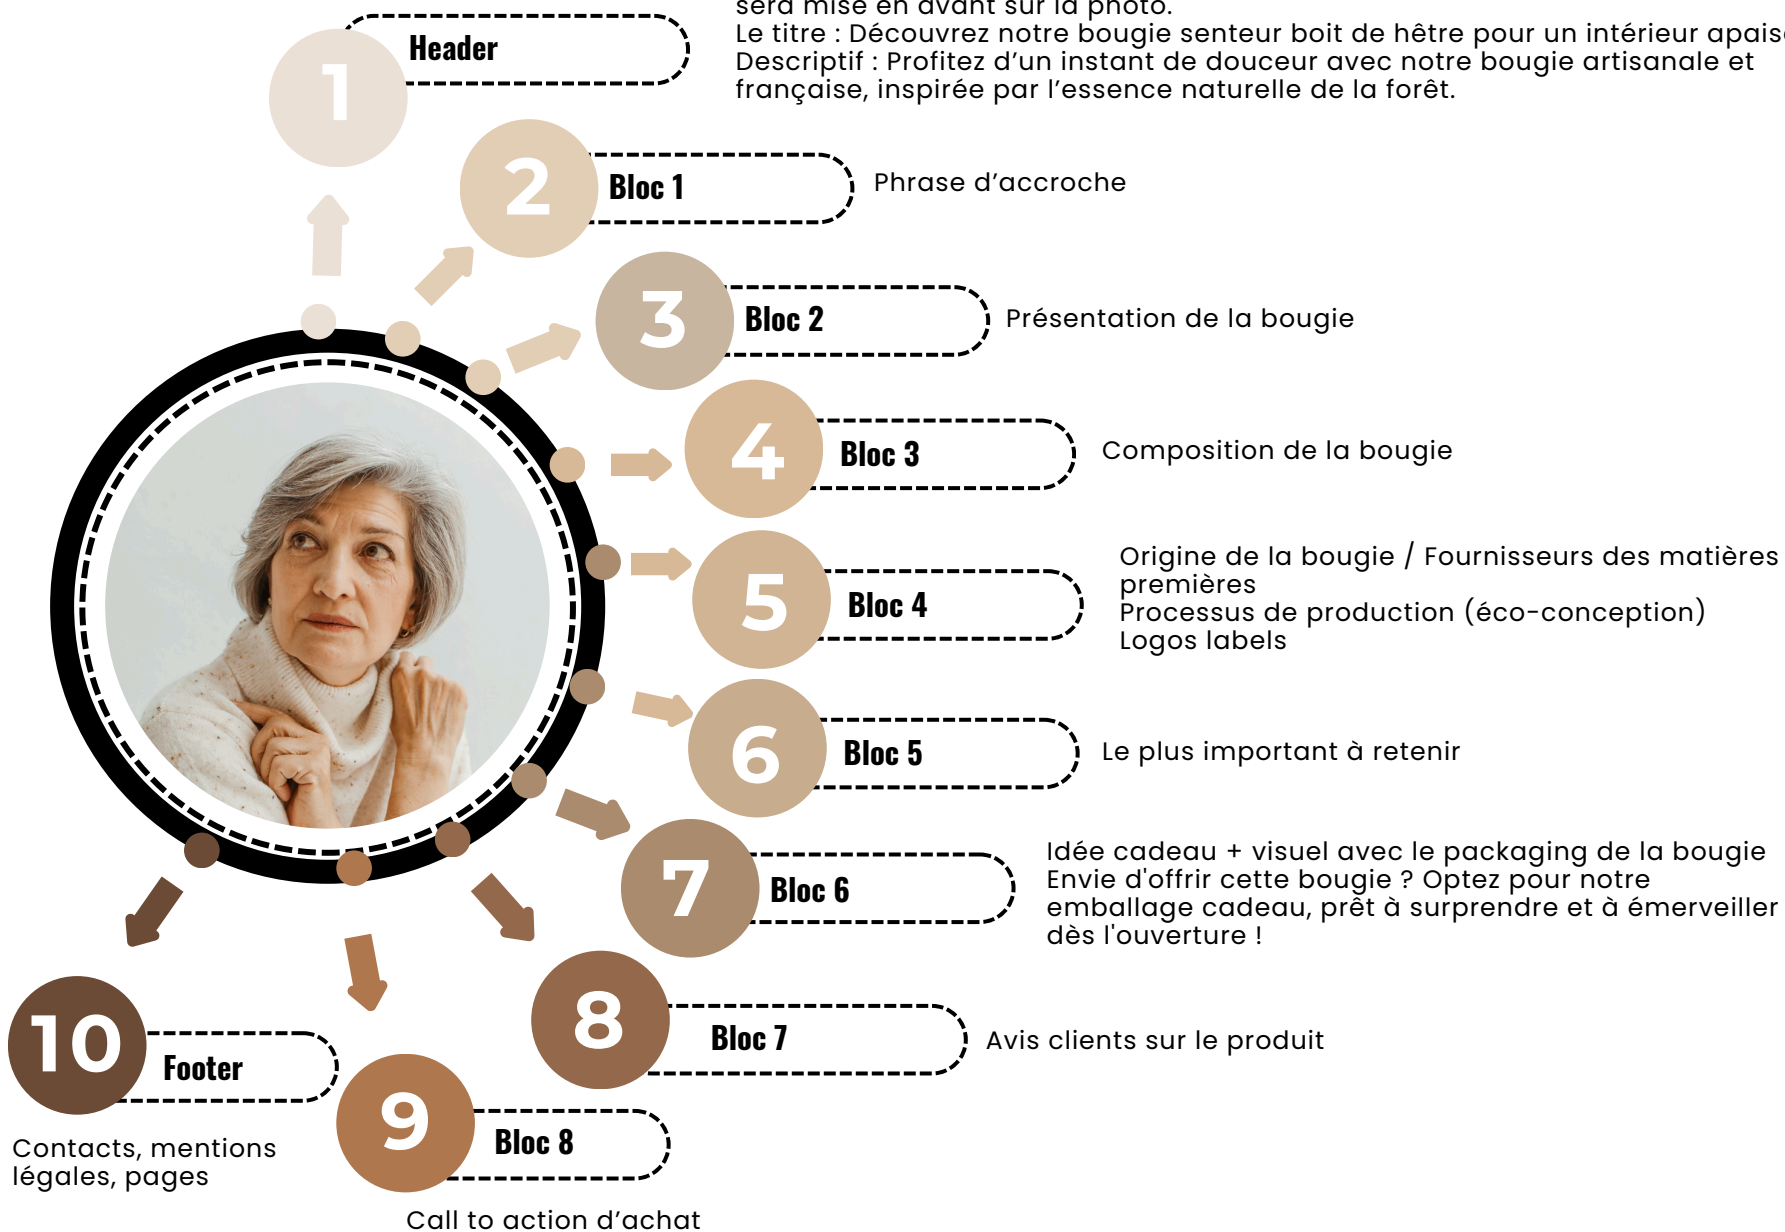 sera mise en avant sur la photo.
Le titre : Découvrez notre bougie senteur boit de hêtre pour un intérieur
Descriptif : Profitez d’un instant de douceur avec notre bougie artisanale et
française, inspirée par l’essence naturelle de la forêt.
1
Header
2
Bloc 1
Phrase d’accroche
3
Bloc 2
Présentation de la bougie
4
Bloc 3
Composition de la bougie
5
Bloc 4
Origine de la bougie / Fournisseurs des matières
premières
Processus de production (éco-conception)
Logos labels
6
Bloc 5
Le plus important à retenir
7
Bloc 6
Idée cadeau + visuel avec le packaging de la bougie
Envie d'offrir cette bougie ? Optez pour notre
emballage cadeau, prêt à surprendre et à émerveiller
dès l'ouverture !
8
Bloc 7
Avis clients sur le produit
9
Bloc 8
Call to action d’achat
10
Footer
Contacts, mentions
légales, pages